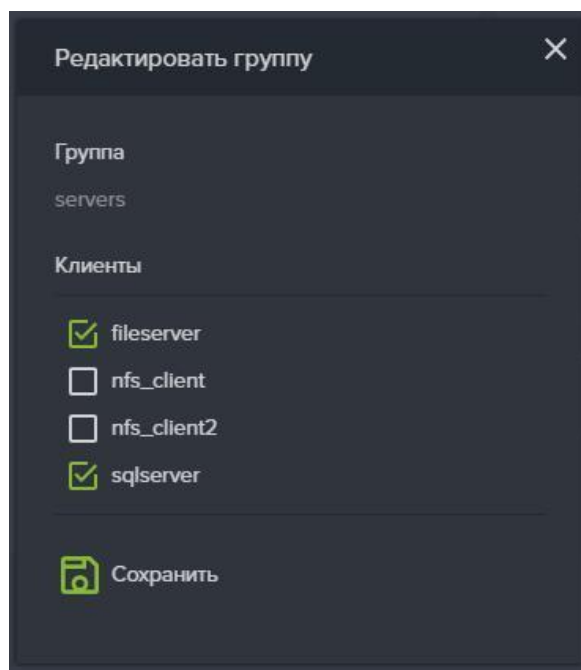 Редактировать группу
Группа
servers
Клиенты
fileserver
nfs_client
nfs_client2
sqlserver
Сохранить